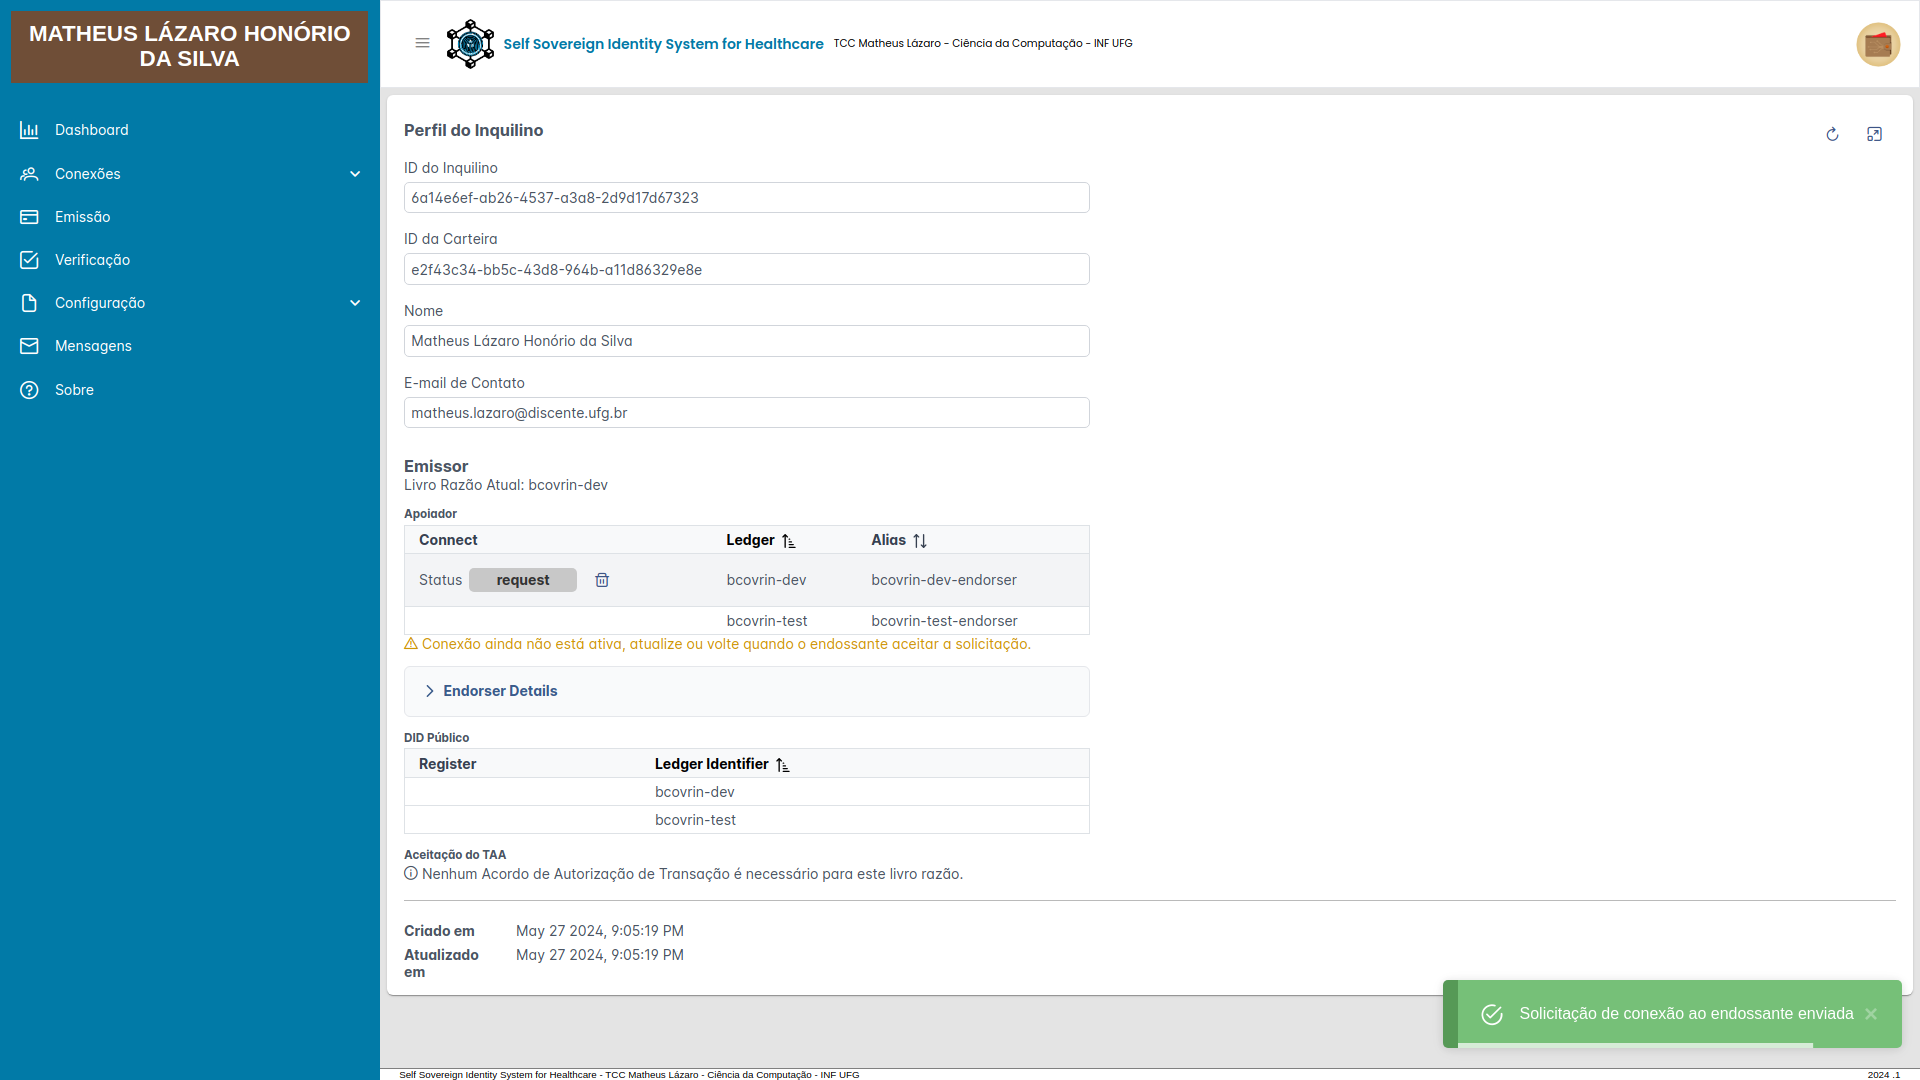 MATHEUS LÁZARO HONÓRIO
DA SILVA
Dashboard
Conexões
Emissão
Verificação
Configuração
Mensagens
Sobre
Self Sovereign Identity System for Healthcare TCC Matheus Lázaro - Ciência da Computação - INF UFG
Perfil do Inquilino
ID do Inquilino
6a14e6ef-ab26-4537-a3a8-2d9d17d67323
ID da Carteira
e2f43c34-bb5c-43d8-964b-a11d86329e8e
Nome
Matheus Lázaro Honório da Silva
E-mail de Contato
matheus.lazaro@discente.ufg.br
Emissor
Livro Razão Atual: bcovrin-dev
Apoiador
Connect Ledger Alias
Status request bcovrin-dev bcovrin-dev-endorser
bcovrin-test bcovrin-test-endorser
Conexão ainda não está ativa, atualize ou volte quando o endossante aceitar a solicitação.
Endorser Details
DID Público
Register Ledger Identifier
bcovrin-dev
bcovrin-test
Aceitação do TAA
Nenhum Acordo de Autorização de Transação é necessário para este livro razão.
Criado em May 27 2024, 9:05:19 PM
Atualizado em May 27 2024, 9:05:19 PM
Solicitação de conexão ao endossante enviada
Self Sovereign Identity System for Healthcare - TCC Matheus Lázaro - Ciência da Computação - INF UFG 2024 .1